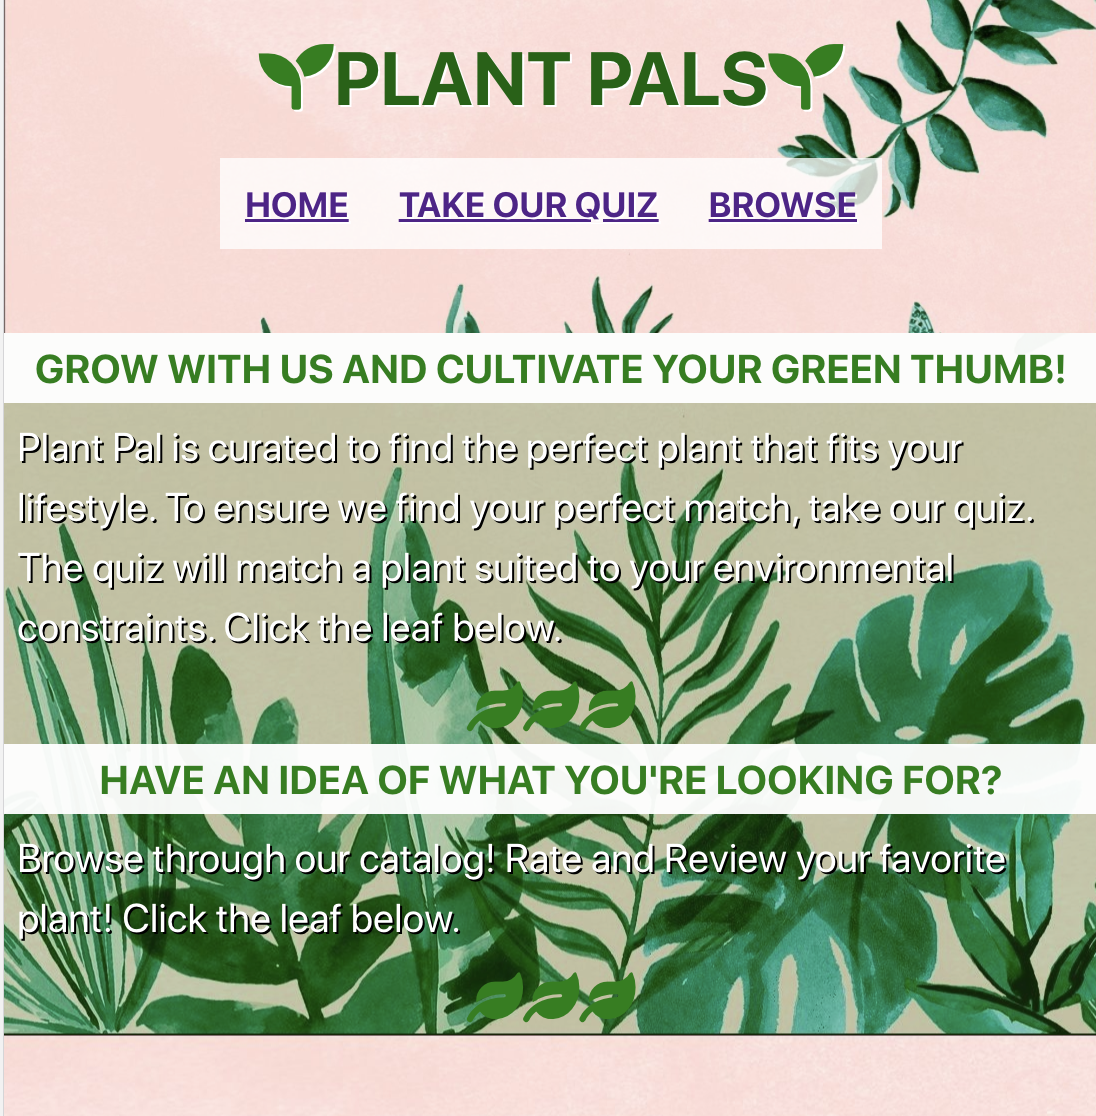 PLANT PALS
HOME TAKE OUR QUIZ BROWSE
GROW WITH US AND CULTIVATE YOUR GREEN THUMB!
Plant Pal is curated to find the perfect plant that fits your
lifestyle. To ensure we find your perfect match, take our quiz.
The quiz will match a plant suited to your environmental
constraints. Click the leaf below.
HAVE AN IDEA OF WHAT YOU'RE LOOKING FOR?
Browse through our catalog! Rate and Review your favorite
plant! Click the leaf below.